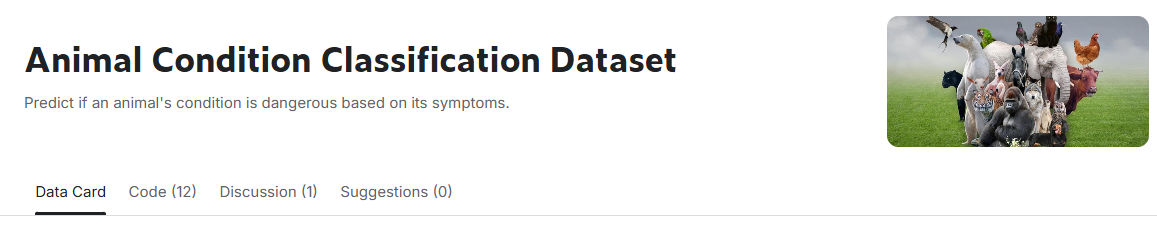 Animal Condition Classification Dataset
Predict if an animal's condition is dangerous based on its symptoms.
Data Card Code (12) Discussion (1) Suggestions (0)